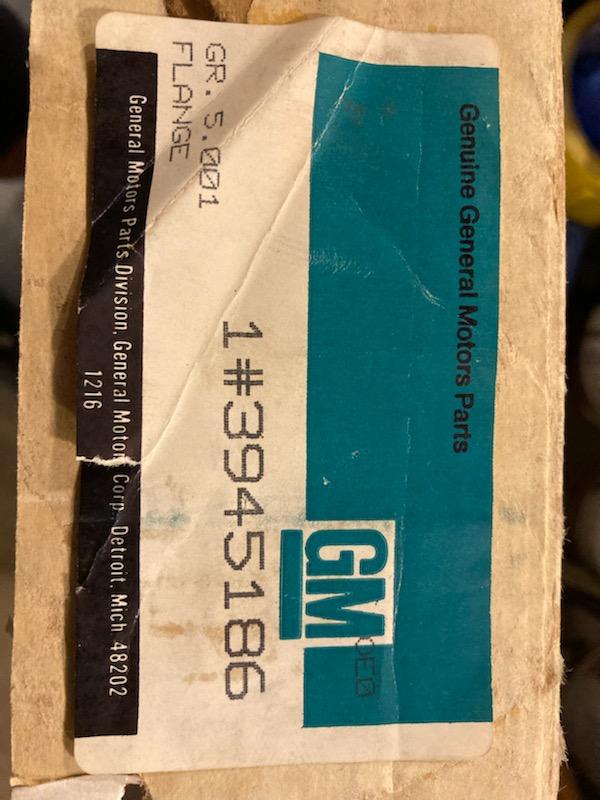 Genuine General Motors Parts
GM
OEO
1#3945186
GR. 5.001
FLANGE
General Motors Parts Division, General Motors Corp. Detroit, Mich 48202
1216